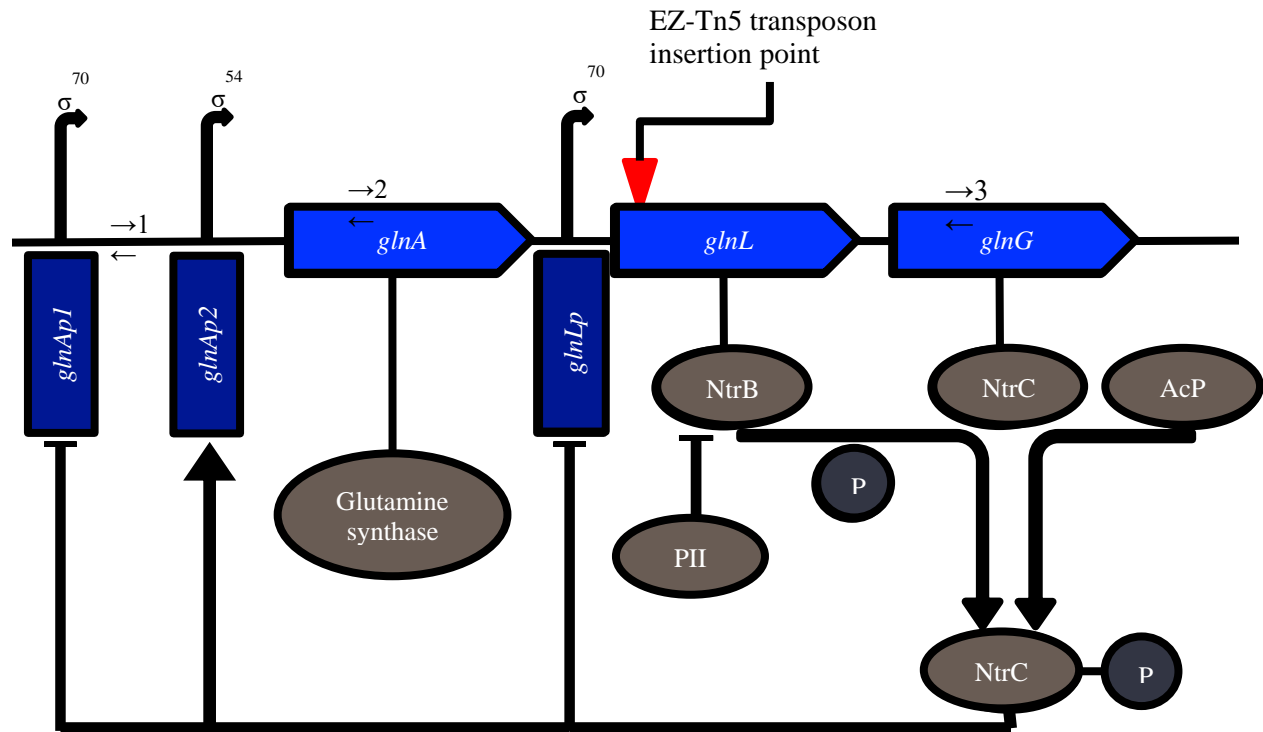 EZ-Tn5 transposon
insertion point
σ70
σ54
σ70
→1
←
→2
←
→3
←
glnA
glnL
glnG
glnAp1
glnAp2
glnLp
NtrB
NtrC
AcP
Glutamine
synthase
P
PII
NtrC
P